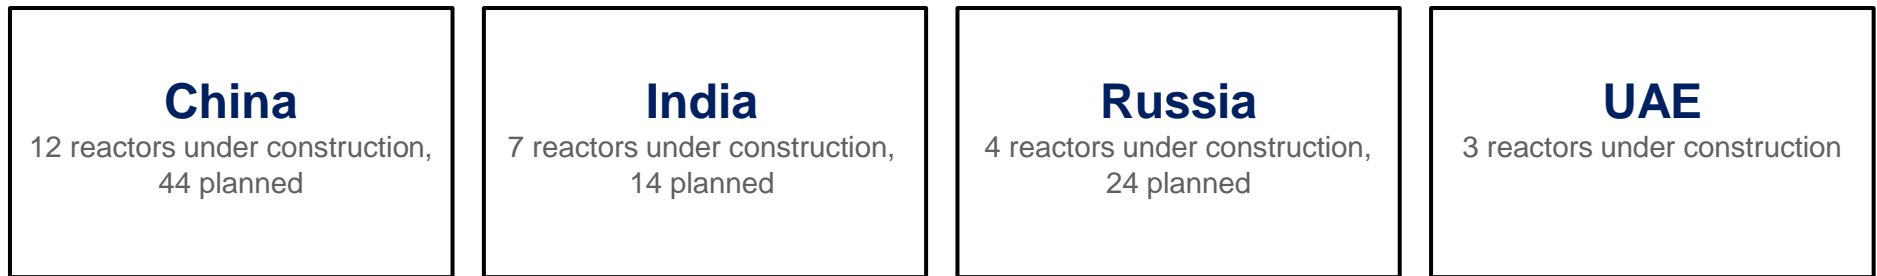 China
12 reactors under construction,
44 planned
India
7 reactors under construction,
14 planned
Russia
4 reactors under construction,
24 planned
UAE
3 reactors under construction